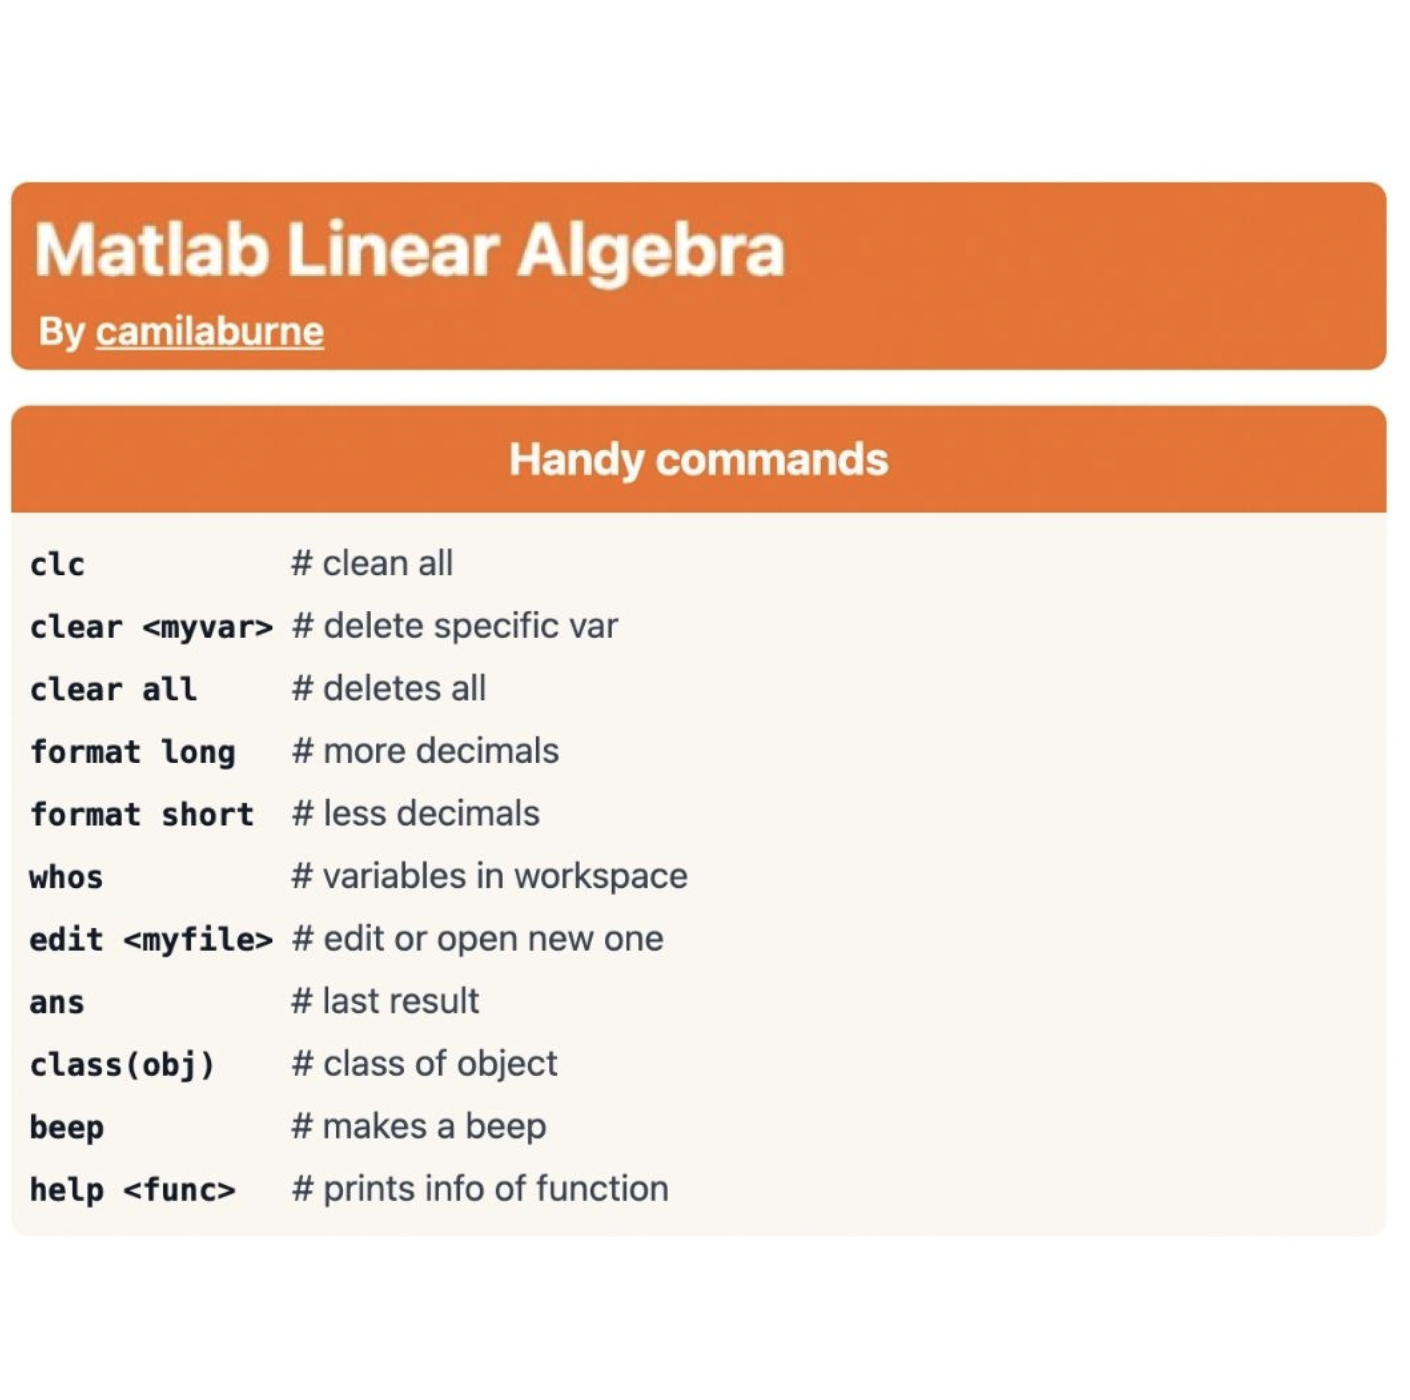 Matlab Linear Algebra
By camilaburne
Handy commands
clc # clean all
clear <myvar> # delete specific var
clear all # deletes all
format long # more decimals
format short # less decimals
whos # variables in workspace
edit <myfile> # edit or open new one
ans # last result
class(obj) # class of object
beep # makes a beep
help <func> # prints info of function